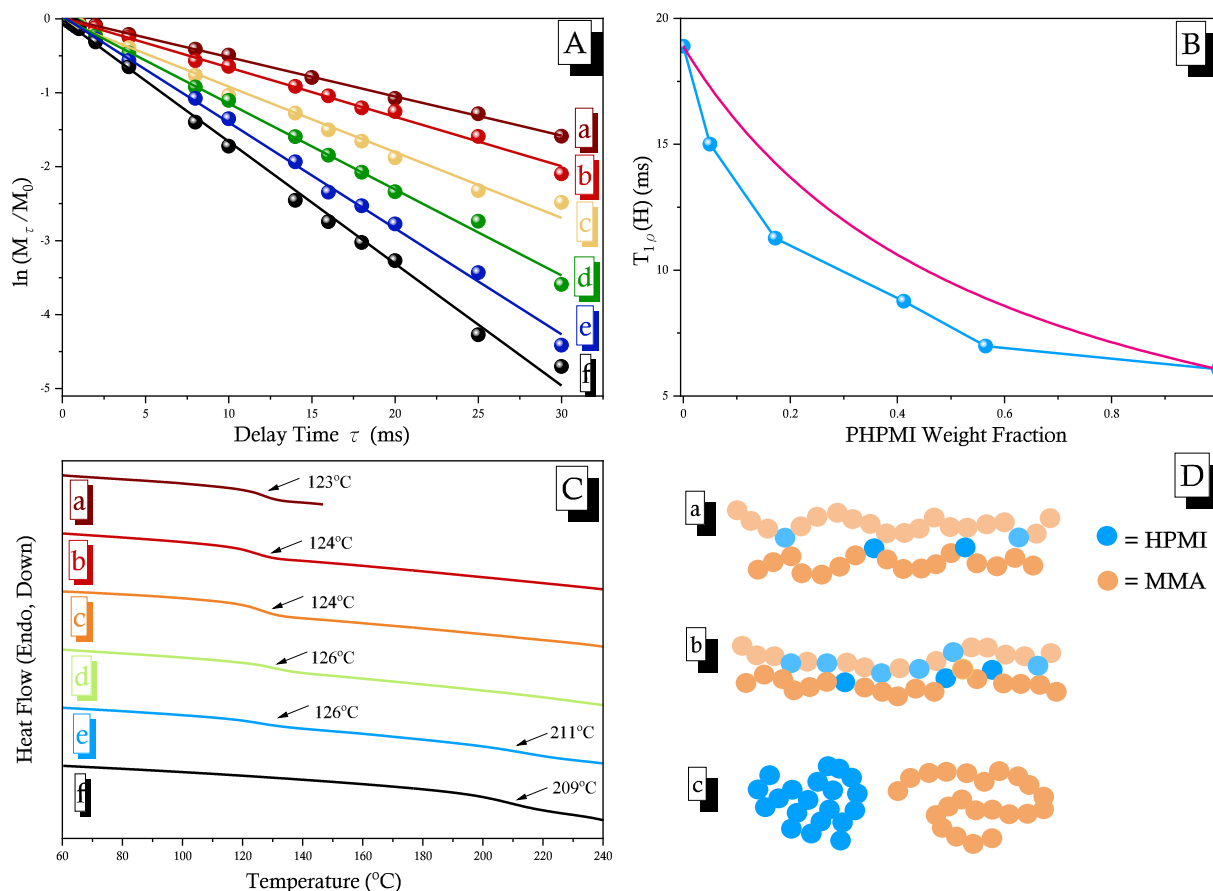 A
0
-1
-2
-3
-4
-5
ln (M τ /M0)
a
b
c
d
e
f
0
5
10
15
20
25
30
Delay Time τ (ms)
B
20
15
10
5
T1ρ(H) (ms)
0
0.2
0.4
0.6
0.8
PHPMI Weight Fraction
C
a
123°C
b
124°C
c
124°C
d
126°C
e
126°C
211°C
f
209°C
Heat Flow (Endo, Down)
60
80
100
120
140
160
180
200
220
240
Temperature (°C)
D
a
= HPMI
= MMA
b
c